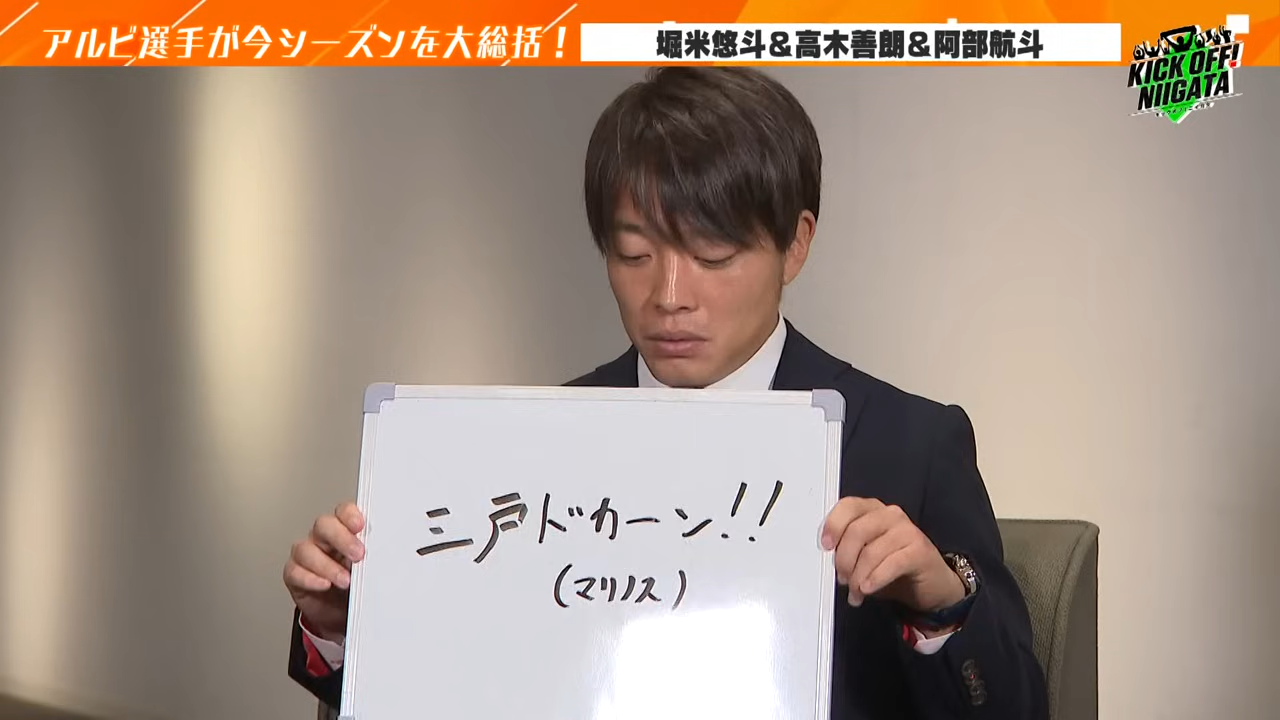 アルビ選手が今シーズンを大総括！
堀米悠斗＆高木善朗＆阿部航斗
KICK OFF!
NIIGATA
三戸ドカーン!!
(マリノス)